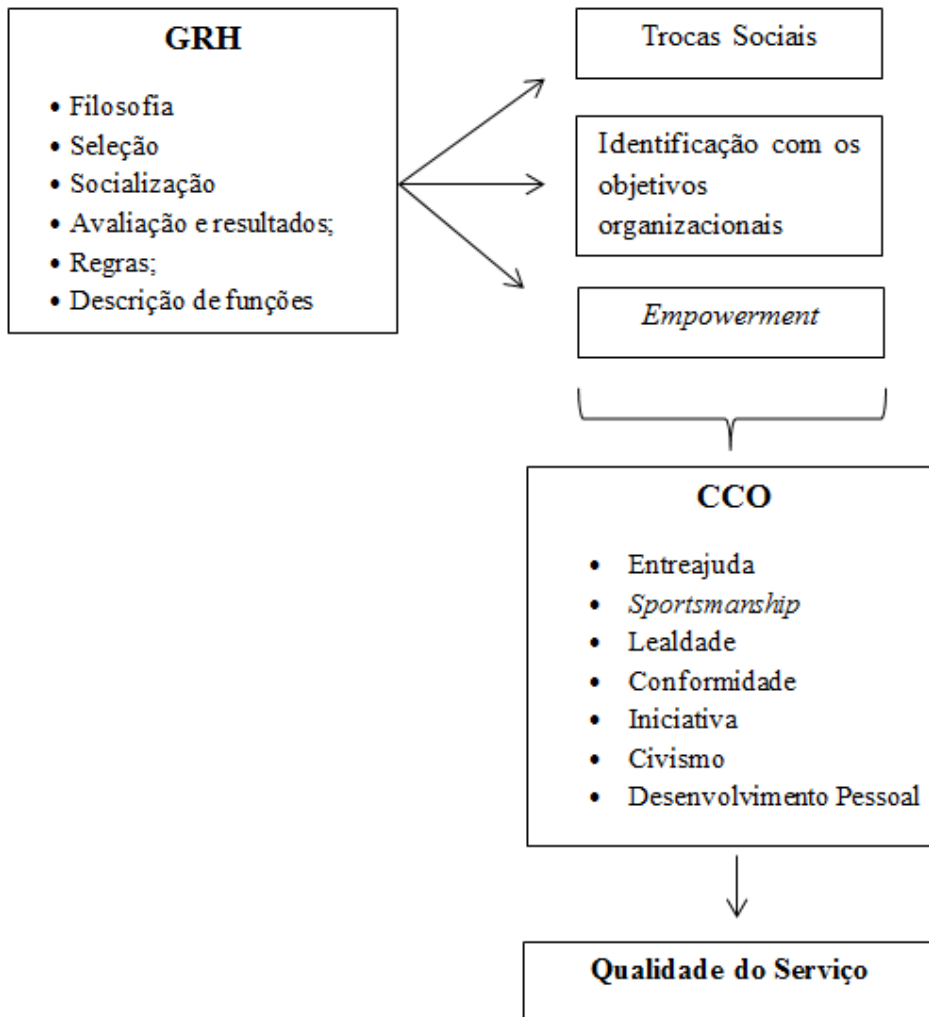 GRH
• Filosofia
• Seleção
• Socialização
• Avaliação e resultados;
• Regras;
• Descrição de funções
Trocas Sociais
Identificação com os
objetivos
organizacionais
Empowerment
CCO
• Entreajuda
• Sportsmanship
• Lealdade
• Conformidade
• Iniciativa
• Civismo
• Desenvolvimento Pessoal
Qualidade do Serviço